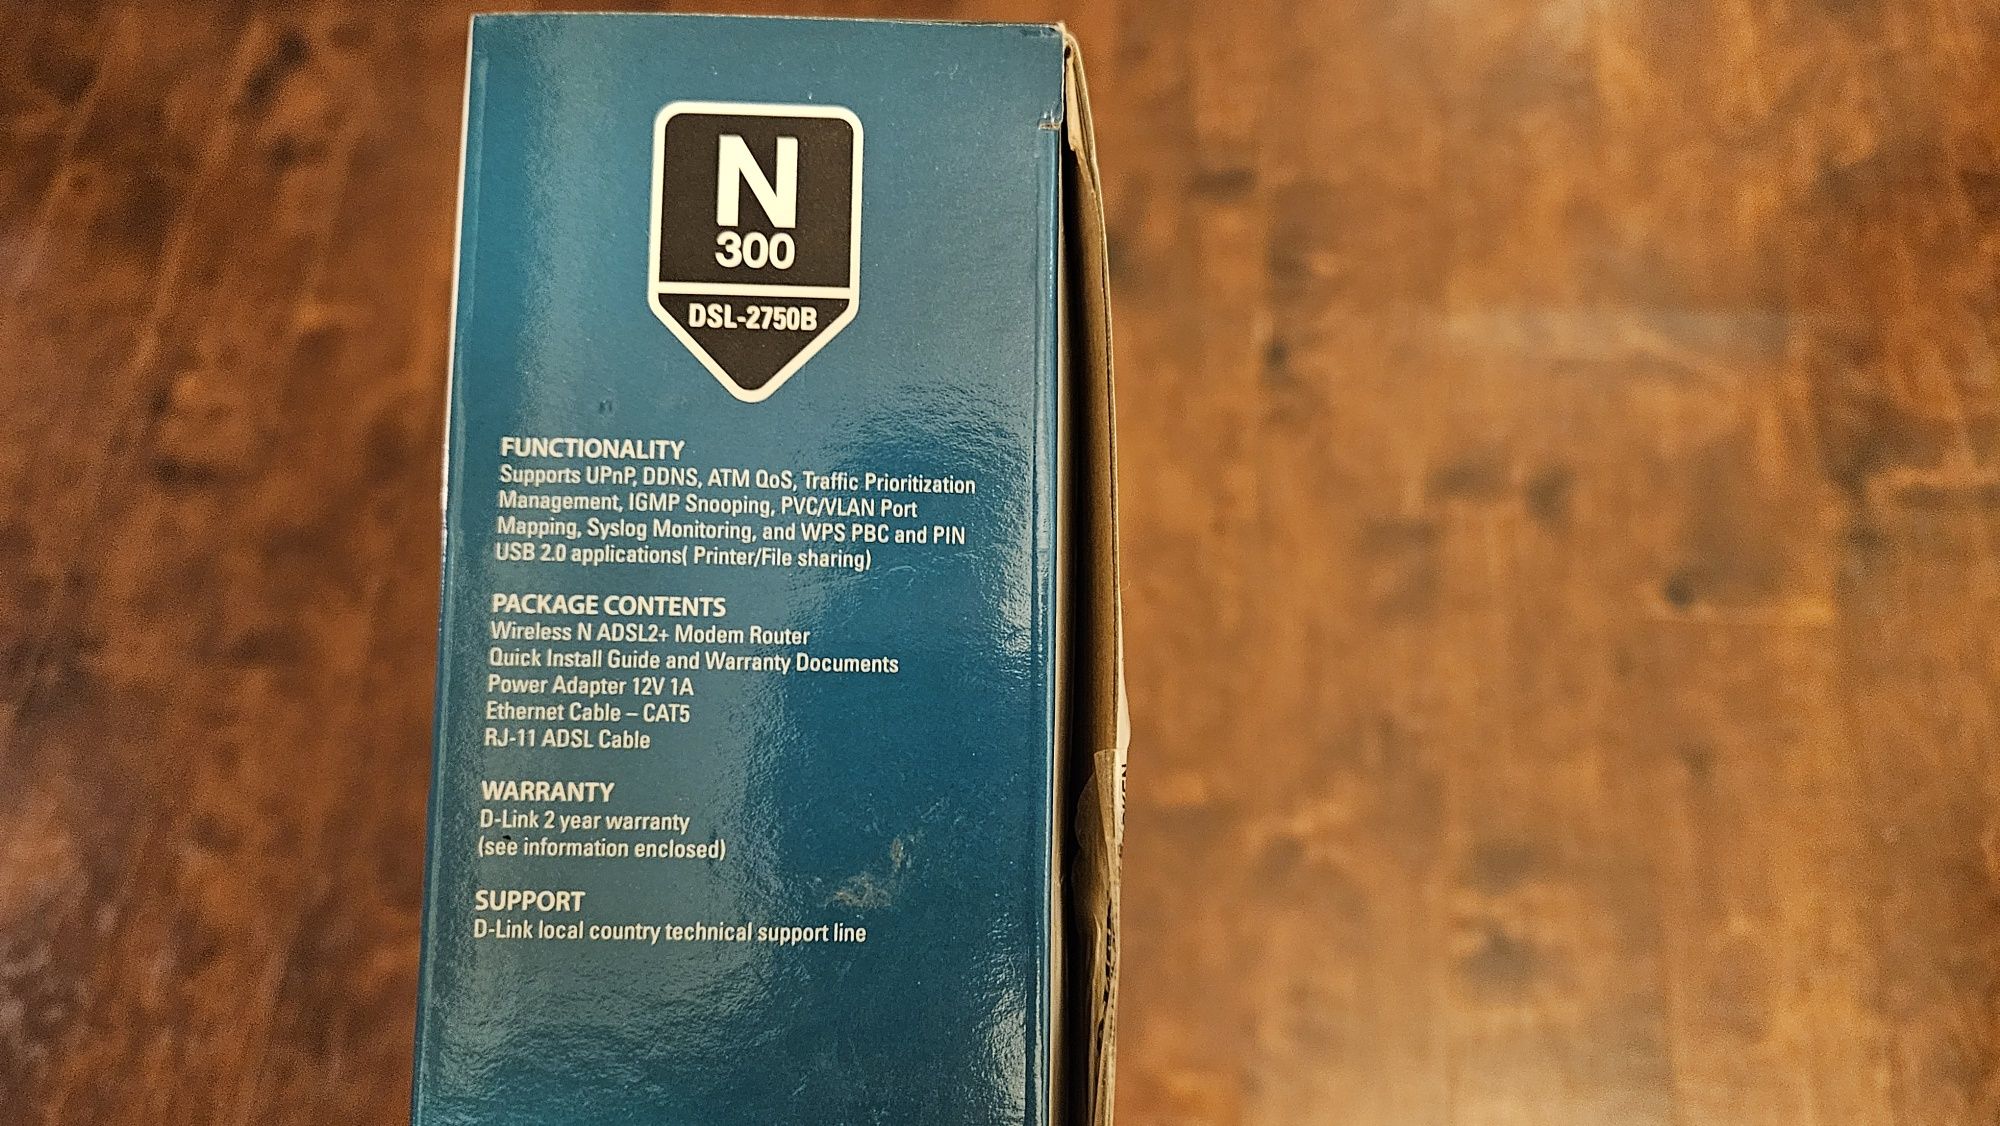 N
300
DSL-2750B
FUNCTIONALITY
Supports UPnP, DDNS, ATM QoS, Traffic Prioritization
Management, IGMP Snooping, PVC/VLAN Port
Mapping, Syslog Monitoring, and WPS PBC and PIN
USB 2.0 applications( Printer/File sharing)
PACKAGE CONTENTS
Wireless N ADSL2+ Modem Router
Quick Install Guide and Warranty Documents
Power Adapter 12V 1A
Ethernet Cable – CAT5
RJ-11 ADSL Cable
WARRANTY
D-Link 2 year warranty
(see information enclosed)
SUPPORT
D-Link local country technical support line